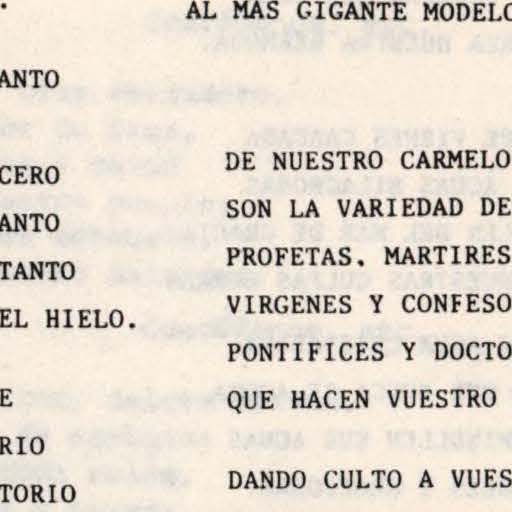 AL MAS GIGANTE MODELO
ANTO
CERO
ANTO
TANTO
EL HIELO.
E
RIO
TORIO
DE NUESTRO CARMELO
SON LA VARIEDAD DE
PROFETAS. MARTIRES
VIRGENES Y CONFESO
PONTIFICES Y DOCTO
QUE HACEN VUESTRO
DANDO CULTO A VUES